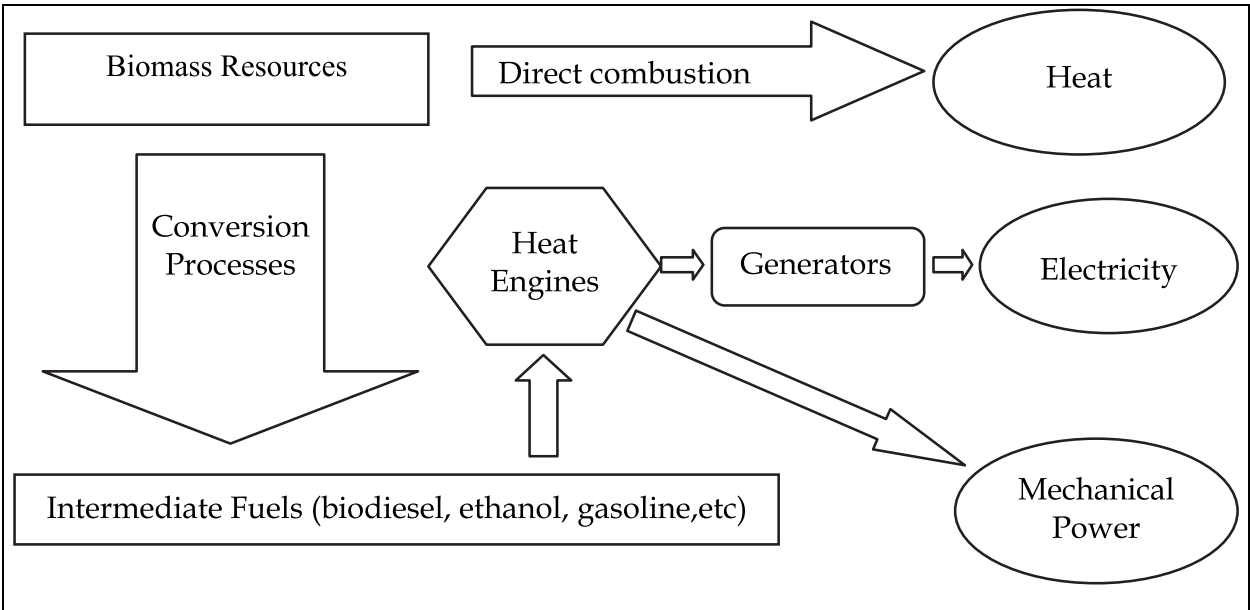 Biomass Resources
Direct combustion
Heat
Conversion
Processes
Heat
Engines
Generators
Electricity
Intermediate Fuels (biodiesel, ethanol, gasoline,etc)
Mechanical
Power